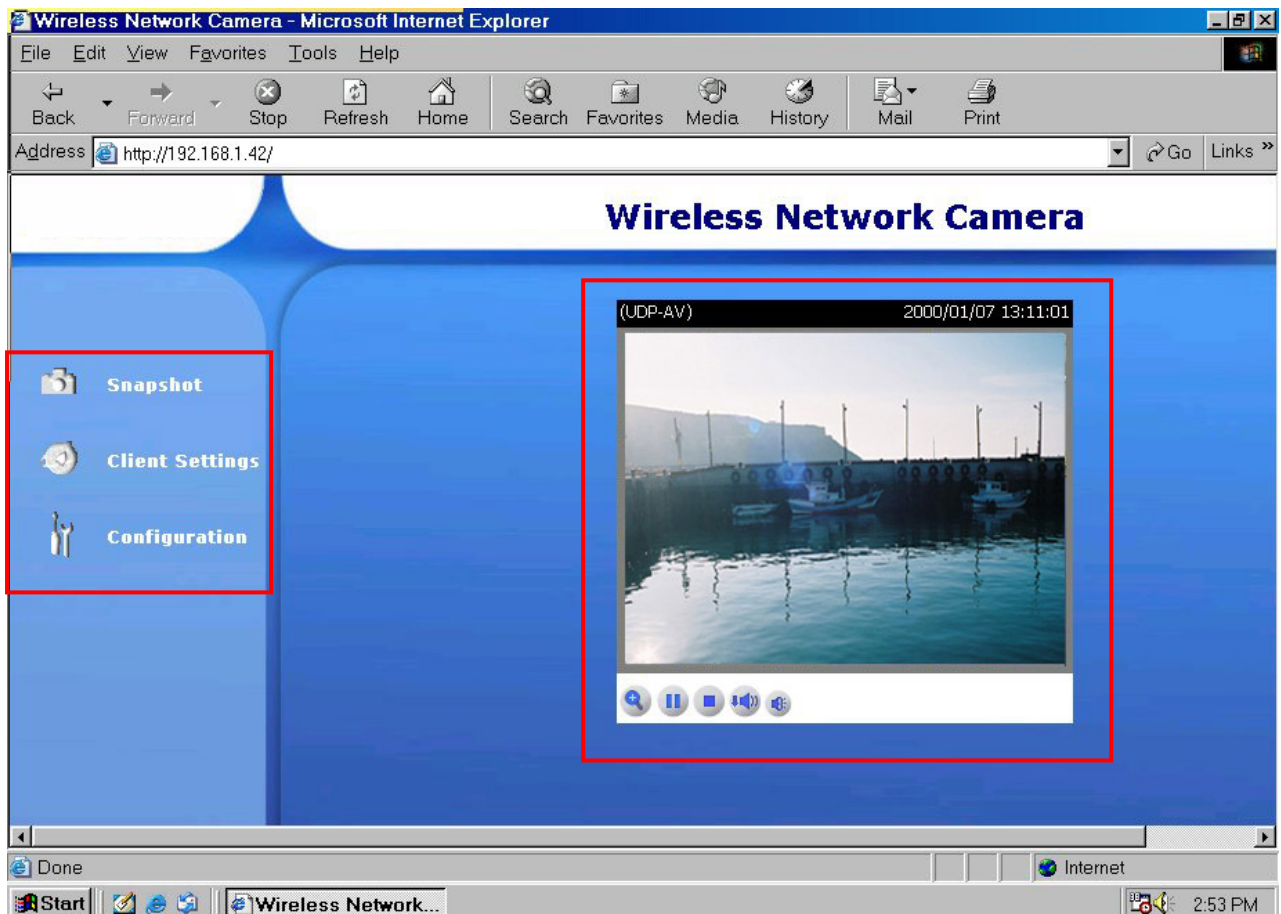 Wireless Network Camera - Microsoft Internet Explorer
File Edit View Favorites Tools Help
Back Forward Stop Refresh Home Search Favorites Media History Mail Print
Address http://192.168.1.42/ Go Links »
Wireless Network Camera
(UDP-AV) 2000/01/07 13:11:01
Snapshot
Client Settings
Configuration
Done Internet
Start Wireless Network... 2:53 PM